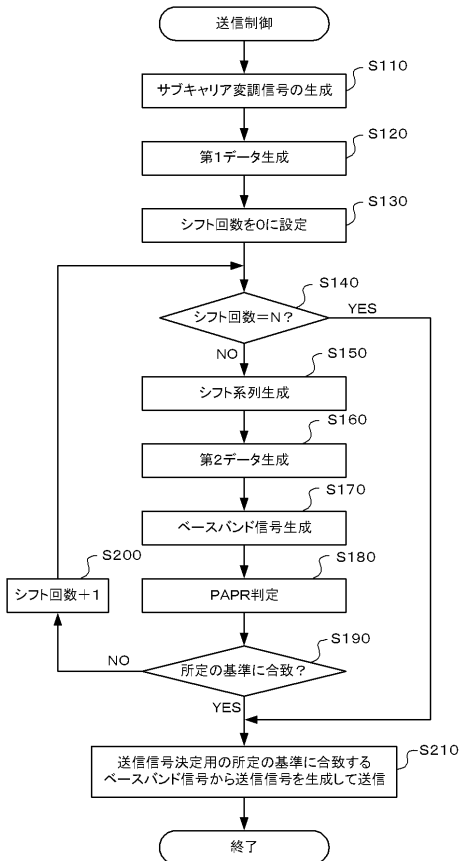 送信制御
S110
サブキャリア変調信号の生成
S120
第1データ生成
S130
シフト回数を0に設定
S140
シフト回数=N?
YES
NO
S150
シフト系列生成
S160
第2データ生成
S170
ベースバンド信号生成
S180
PAPR判定
S200
シフト回数+1
S190
所定の基準に合致?
NO
YES
S210
送信信号決定用の所定の基準に合致する
ベースバンド信号から送信信号を生成して送信
終了